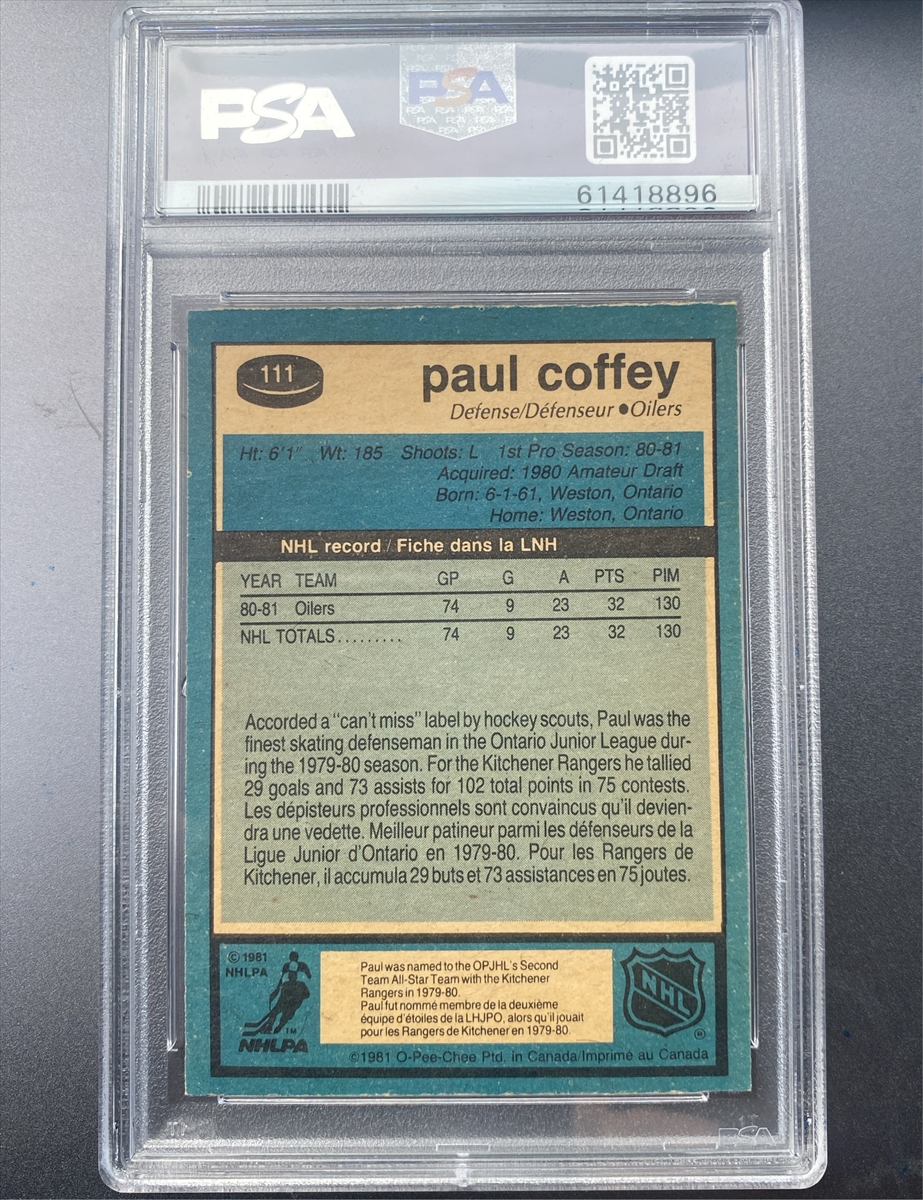 PSA
PSA
61418896
111
paul coffey
Defense/Défenseur •Oilers
Ht: 6'1" Wt: 185 Shoots: L 1st Pro Season: 80-81
Acquired: 1980 Amateur Draft
Born: 6-1-61, Weston, Ontario
Home: Weston, Ontario
NHL record / Fiche dans la LNH
YEAR TEAM GP G A PTS PIM
80-81 Oilers 74 9 23 32 130
NHL TOTALS......... 74 9 23 32 130
Accorded a "can't miss" label by hockey scouts, Paul was the
finest skating defenseman in the Ontario Junior League dur-
ing the 1979-80 season. For the Kitchener Rangers he tallied
29 goals and 73 assists for 102 total points in 75 contests.
Les dépisteurs professionnels sont convaincus qu'il devien-
dra une vedette. Meilleur patineur parmi les défenseurs de la
Ligue Junior d'Ontario en 1979-80. Pour les Rangers de
Kitchener, il accumula 29 buts et 73 assistances en 75 joutes.
©1981
NHLPA
TM
NHLPA
Paul was named to the OPJHL's Second
Team All-Star Team with the Kitchener
Rangers in 1979-80.
Paul fut nommé membre de la deuxième
équipe d'étoiles de la LHJPO, alors qu'il jouait
pour les Rangers de Kitchener en 1979-80.
NHL
®
©1981 O-Pee-Chee Ptd. in Canada/Imprimé au Canada
PSA